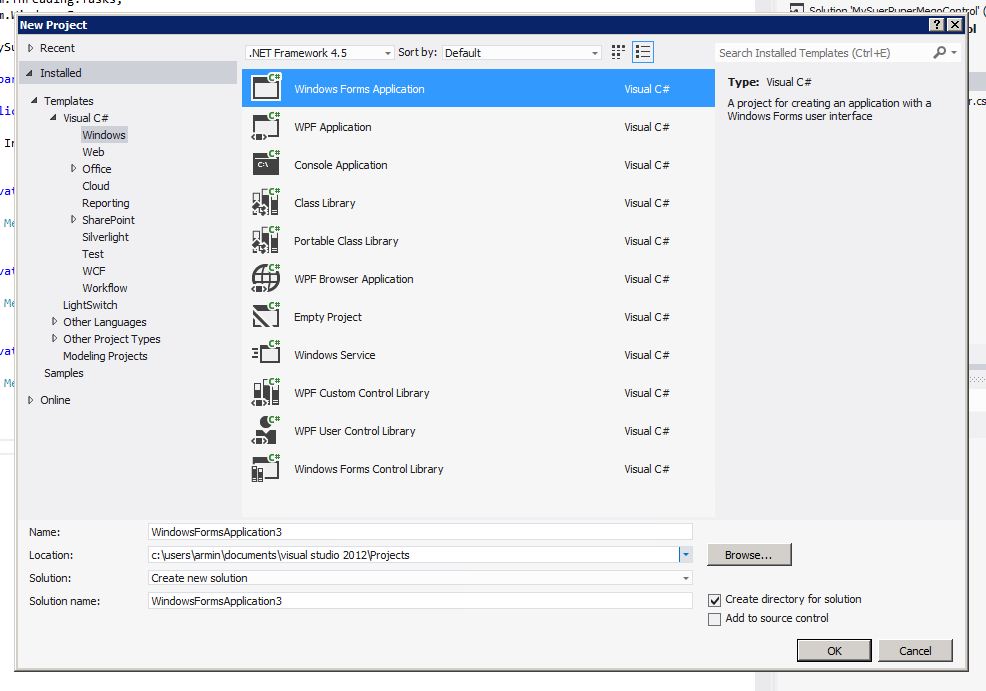 m.Threading.Tasks;
Solution 'MySuerPuperMegoControl' (
New Project
Recent
.NET Framework 4.5
Sort by:
Default
Search Installed Templates (Ctrl+E)
Installed
Templates
Visual C#
Windows
Web
Office
Cloud
Reporting
SharePoint
Silverlight
Test
WCF
Workflow
LightSwitch
Other Languages
Other Project Types
Modeling Projects
Samples
Online
Windows Forms Application Visual C#
WPF Application Visual C#
Console Application Visual C#
Class Library Visual C#
Portable Class Library Visual C#
WPF Browser Application Visual C#
Empty Project Visual C#
Windows Service Visual C#
WPF Custom Control Library Visual C#
WPF User Control Library Visual C#
Windows Forms Control Library Visual C#
Type: Visual C#
A project for creating an application with a
Windows Forms user interface
Name: WindowsFormsApplication3
Location: c:\users\armin\documents\visual studio 2012\Projects
Browse...
Solution: Create new solution
Solution name: WindowsFormsApplication3
Create directory for solution
Add to source control
OK
Cancel